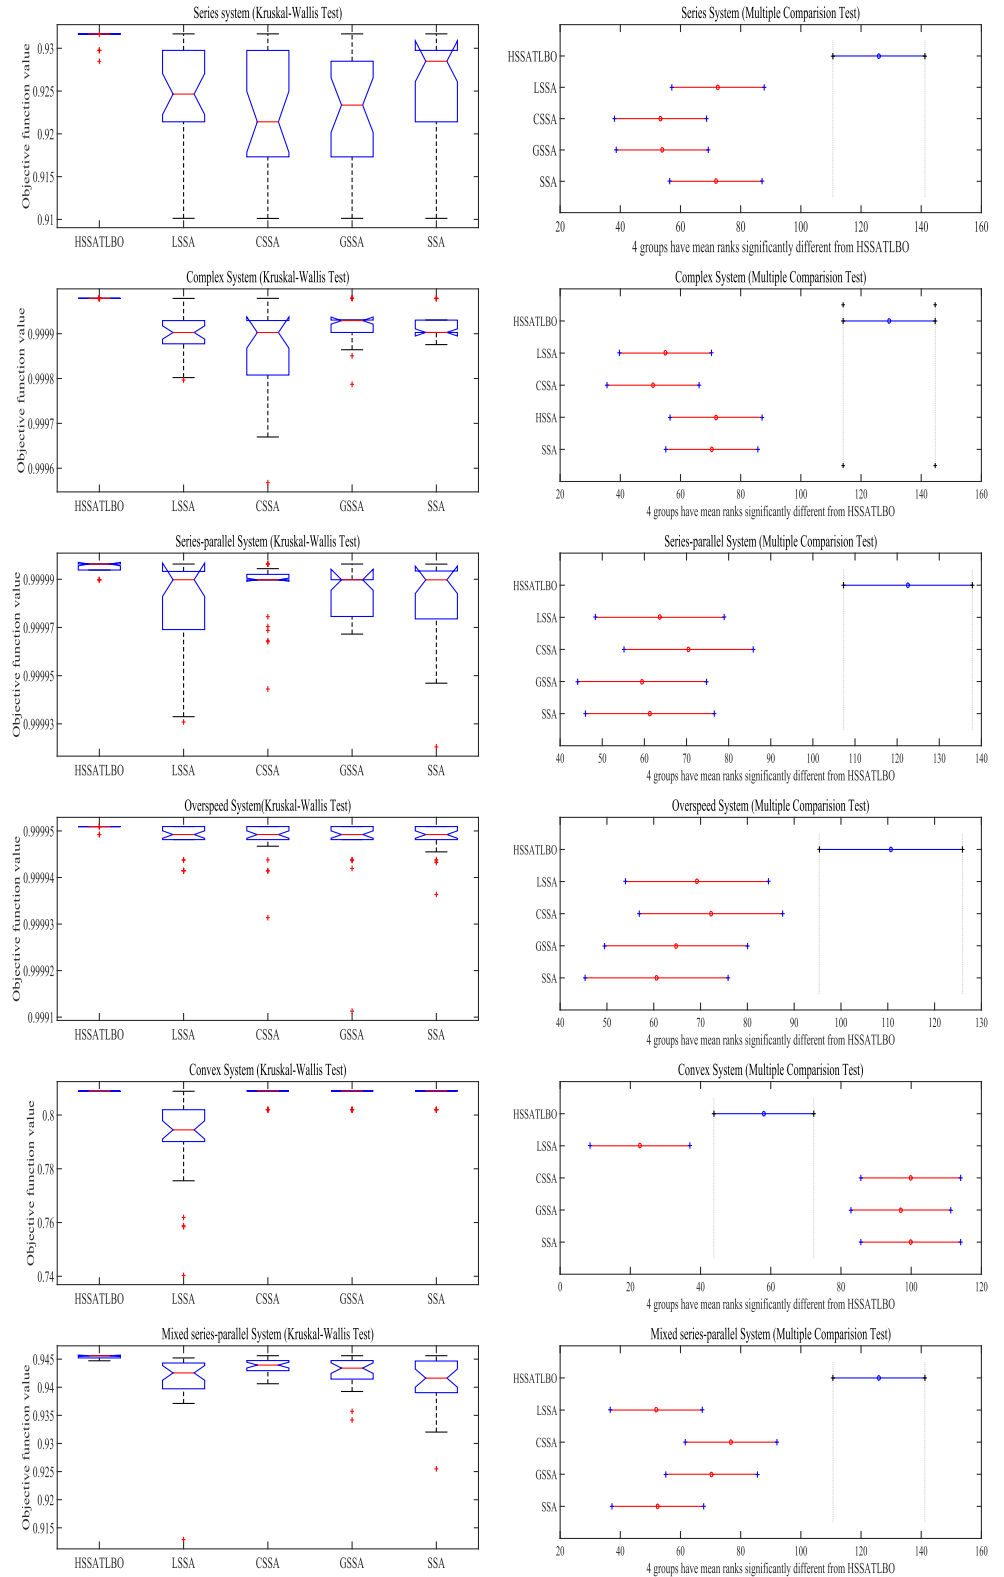 Series system (Kruskal-Wallis Test)
Objective function value
0.93
0.925
0.92
0.915
0.91
HSSATLBO LSSA CSSA GSSA SSA
Series System (Multiple Comparision Test)
HSSATLBO
LSSA
CSSA
GSSA
SSA
20 40 60 80 100 120 140 160
4 groups have mean ranks significantly different from HSSATLBO
Complex System (Kruskal-Wallis Test)
Objective function value
0.9999
0.9998
0.9997
0.9996
HSSATLBO LSSA CSSA GSSA SSA
Complex System (Multiple Comparision Test)
HSSATLBO
LSSA
CSSA
HSSA
SSA
20 40 60 80 100 120 140 160
4 groups have mean ranks significantly different from HSSATLBO
Series-parallel System (Kruskal-Wallis Test)
Objective function value
0.99999
0.99997
0.99995
0.99993
HSSATLBO LSSA CSSA GSSA SSA
Series-parallel System (Multiple Comparision Test)
HSSATLBO
LSSA
CSSA
GSSA
SSA
40 50 60 70 80 90 100 110 120 130 140
4 groups have mean ranks significantly different from HSSATLBO
Overspeed System(Kruskal-Wallis Test)
Objective function value
0.99995
0.99994
0.99993
0.99992
0.9991
HSSATLBO LSSA CSSA GSSA SSA
Overspeed System (Multiple Comparision Test)
HSSATLBO
LSSA
CSSA
GSSA
SSA
40 50 60 70 80 90 100 110 120 130
4 groups have mean ranks significantly different from HSSATLBO
Convex System (Kruskal-Wallis Test)
Objective function value
0.8
0.78
0.76
0.74
HSSATLBO LSSA CSSA GSSA SSA
Convex System (Multiple Comparision Test)
HSSATLBO
LSSA
CSSA
GSSA
SSA
0 20 40 60 80 100 120
4 groups have mean ranks significantly different from HSSATLBO
Mixed series-parallel System (Kruskal-Wallis Test)
Objective function value
0.945
0.94
0.935
0.93
0.925
0.92
0.915
HSSATLBO LSSA CSSA GSSA SSA
Mixed series-parallel System (Multiple Comparision Test)
HSSATLBO
LSSA
CSSA
GSSA
SSA
20 40 60 80 100 120 140 160
4 groups have mean ranks significantly different from HSSATLBO